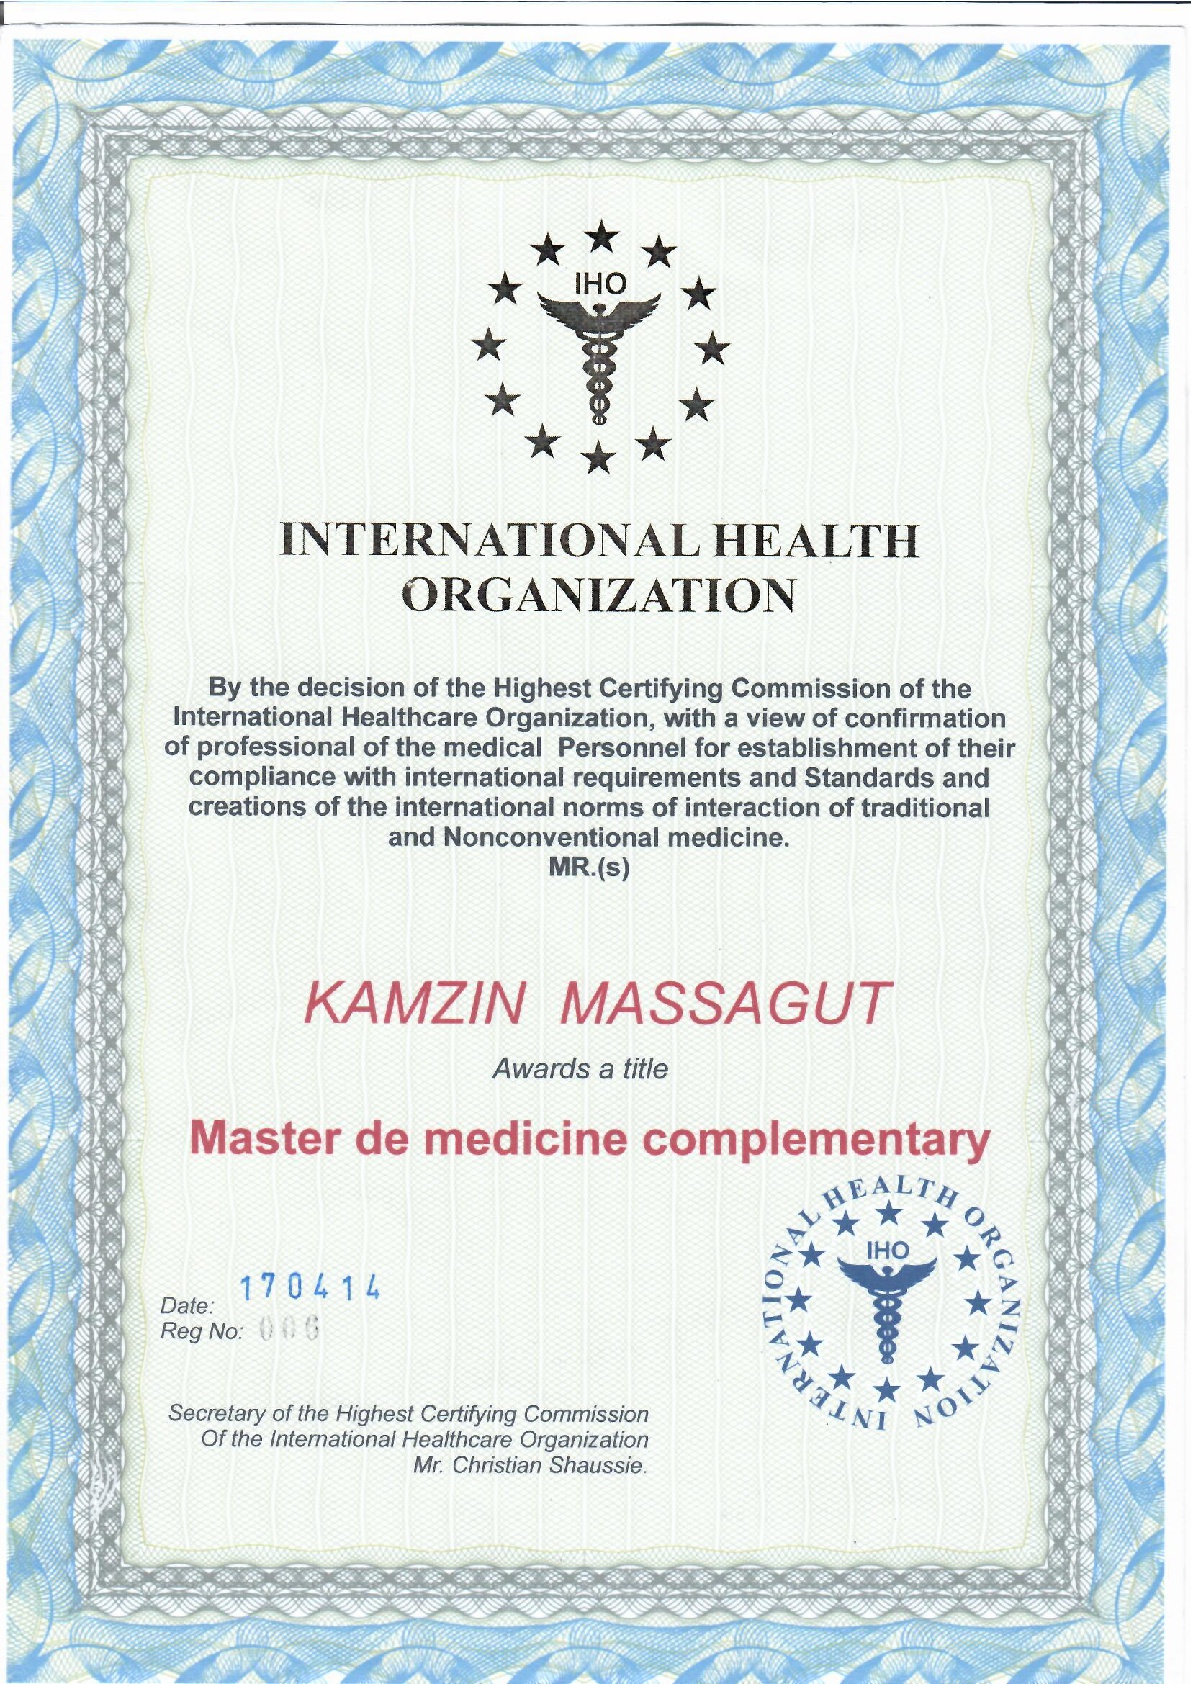 IHO
INTERNATIONAL HEALTH
ORGANIZATION
By the decision of the Highest Certifying Commission of the
International Healthcare Organization, with a view of confirmation
of professional of the medical Personnel for establishment of their
compliance with international requirements and Standards and
creations of the international norms of interaction of traditional
and Nonconventional medicine.
MR.(s)
KAMZIN MASSAGUT
Awards a title
Master de medicine complementary
INTERNATIONAL HEALTH ORGANIZATION
IHO
170414
Date:
Reg No: 006
Secretary of the Highest Certifying Commission
Of the International Healthcare Organization
Mr. Christian Shaussie.